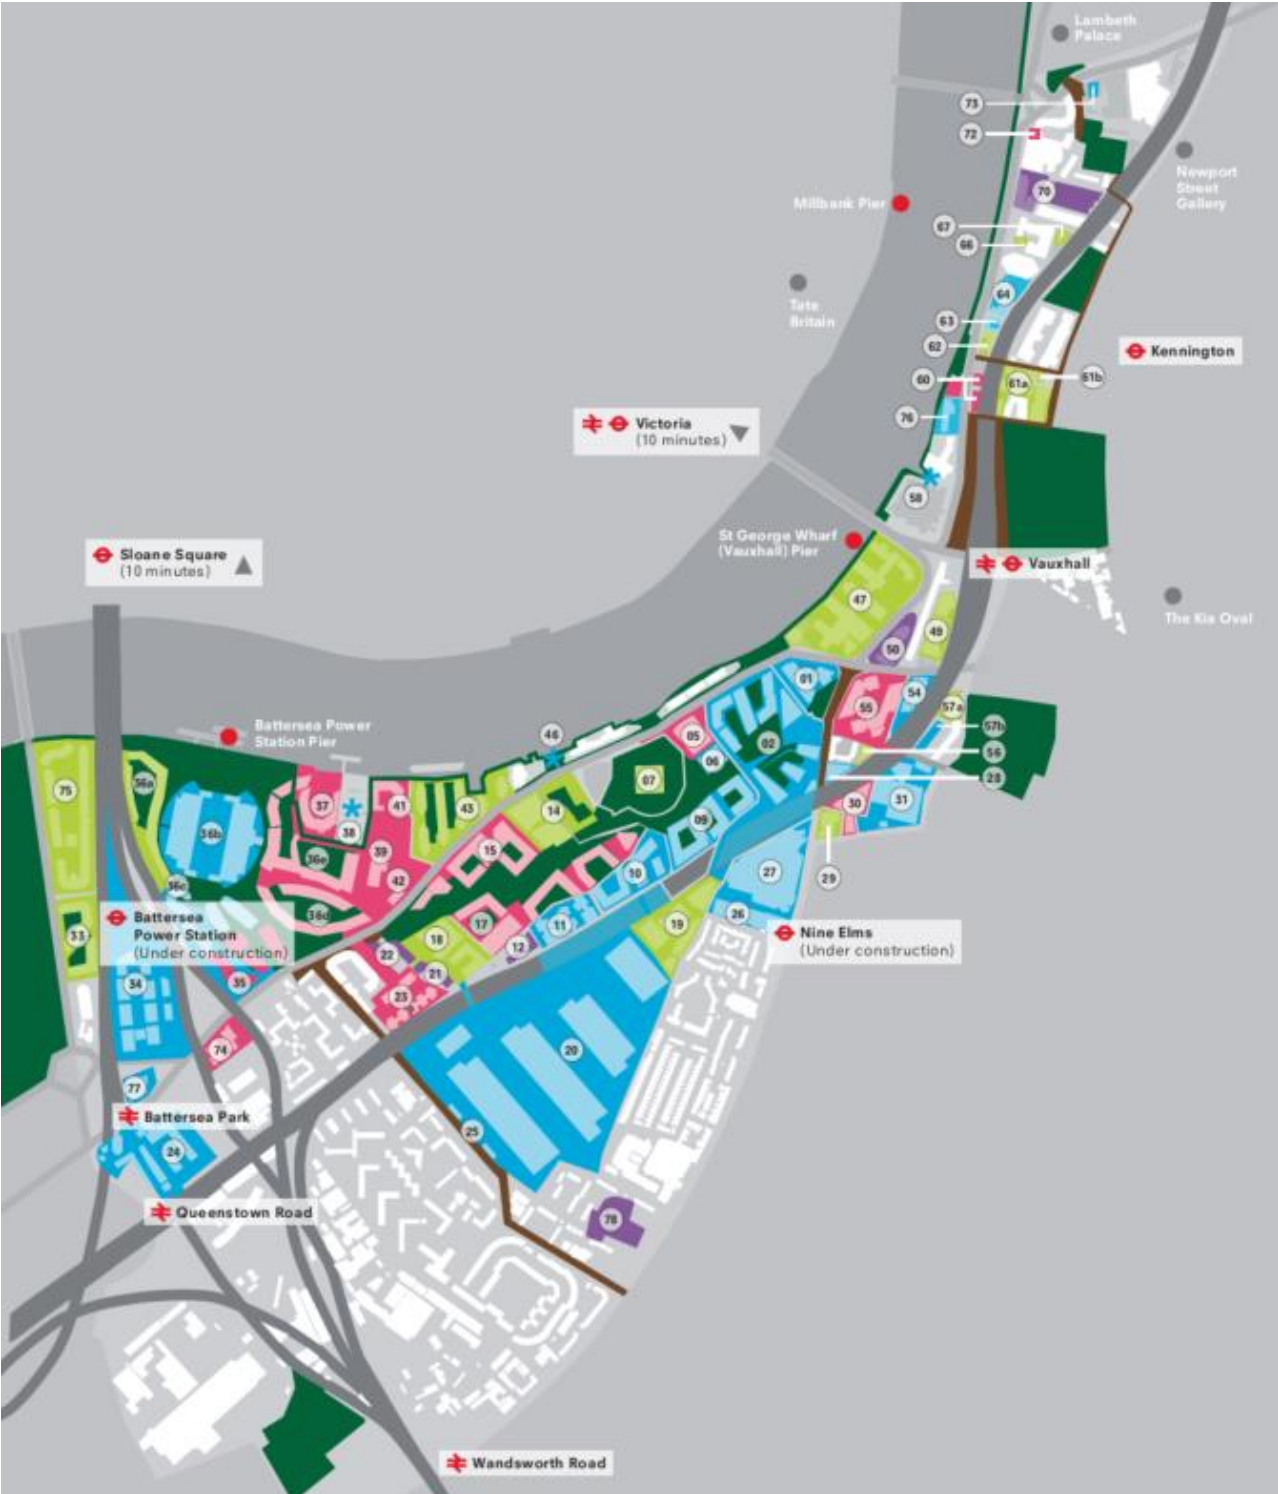 Lambeth
Palace
73
72
Newport
Street
Gallery
70
Millbank Pier
67
66
Tate
Britain
64
63
62
Kennington
60
61a
61b
76
Victoria
(10 minutes)
58
St George Wharf
(Vauxhall) Pier
Sloane Square
(10 minutes)
Vauxhall
The Kia Oval
47
49
50
01
54
55
57a
57b
56
28
Battersea Power
Station Pier
46
05
02
06
07
75
36a
37
38
41
43
14
09
30
31
36b
36e
39
15
42
10
27
29
36c
36d
17
11
19
26
Battersea
Power Station
(Under construction)
Nine Elms
(Under construction)
33
18
12
22
21
34
35
23
74
20
77
Battersea Park
25
24
Queenstown Road
78
Wandsworth Road